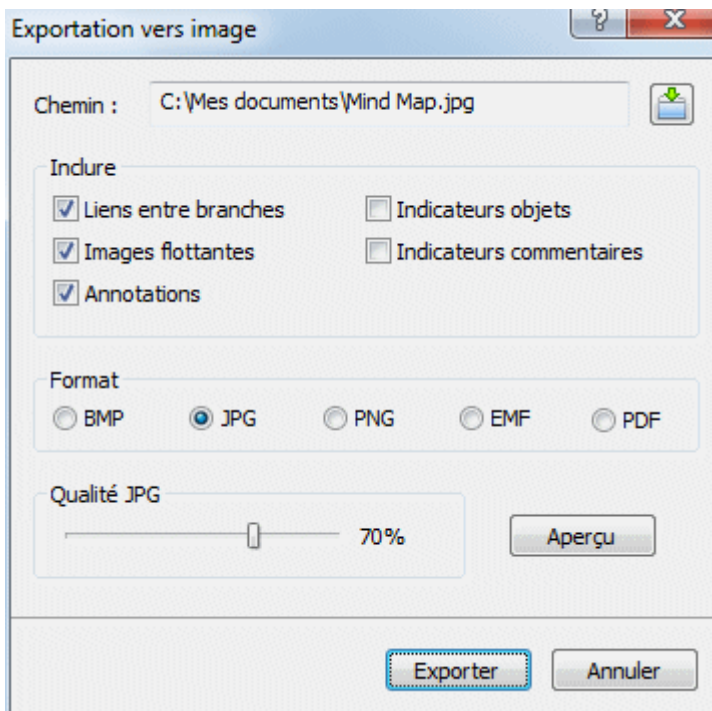 Exportation vers image
Chemin : C:\Mes documents\Mind Map.jpg
Inclure
Liens entre branches Indicateurs objets
Images flottantes Indicateurs commentaires
Annotations
Format
BMP JPG PNG EMF PDF
Qualité JPG
70% Aperçu
Exporter Annuler